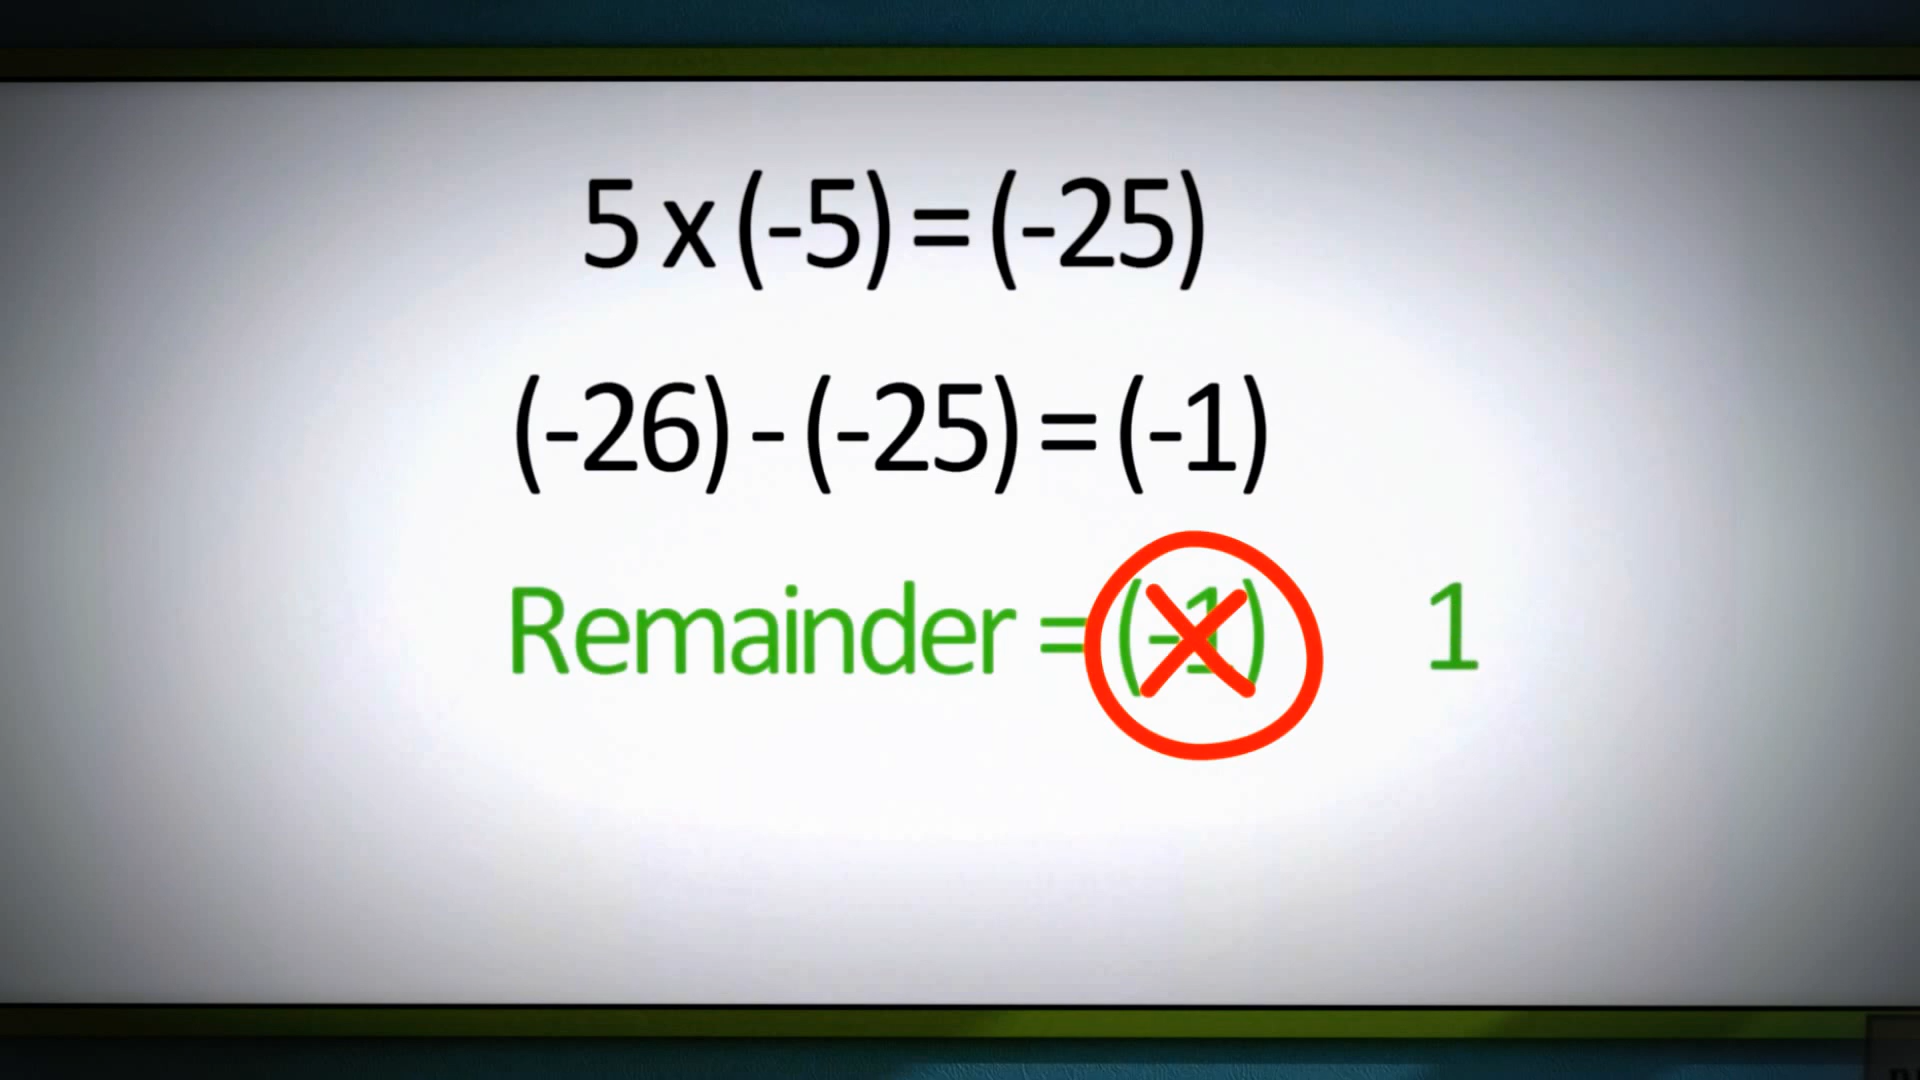 5 x (-5) = (-25)
(-26) - (-25) = (-1)
Remainder = (-1) 1